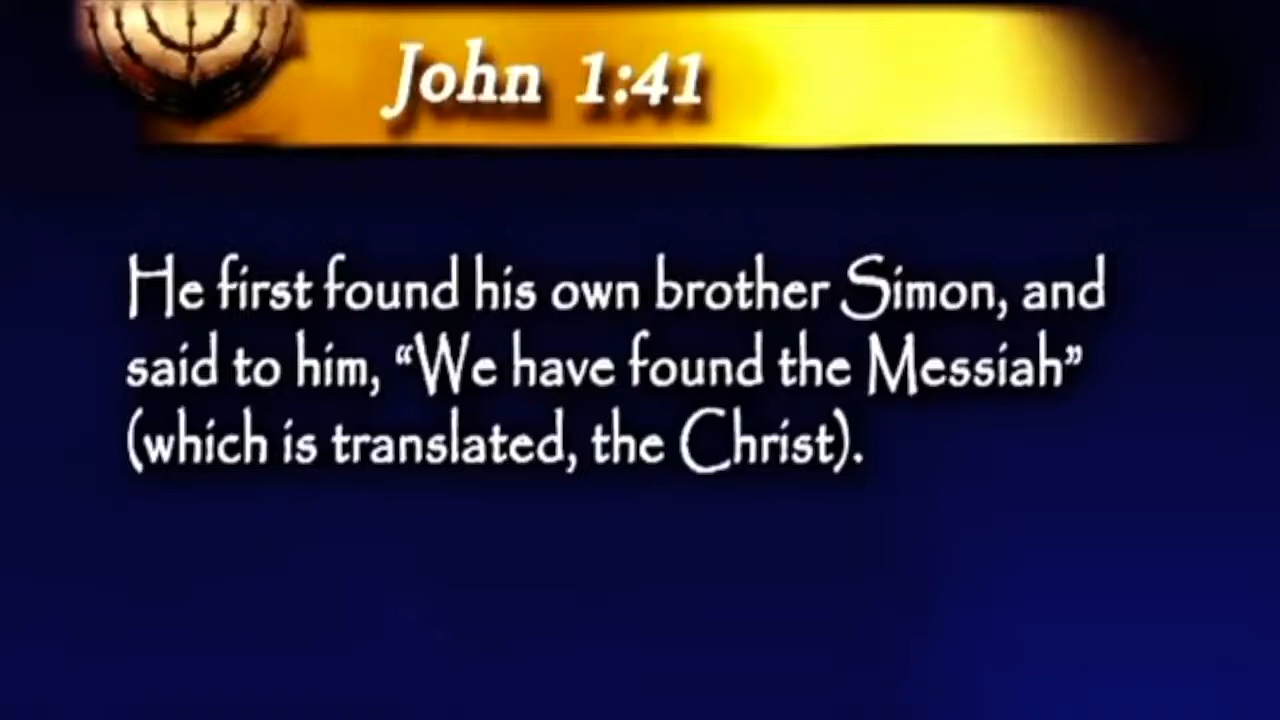 John 1:41
He first found his own brother Simon, and
said to him, “We have found the Messiah”
(which is translated, the Christ).